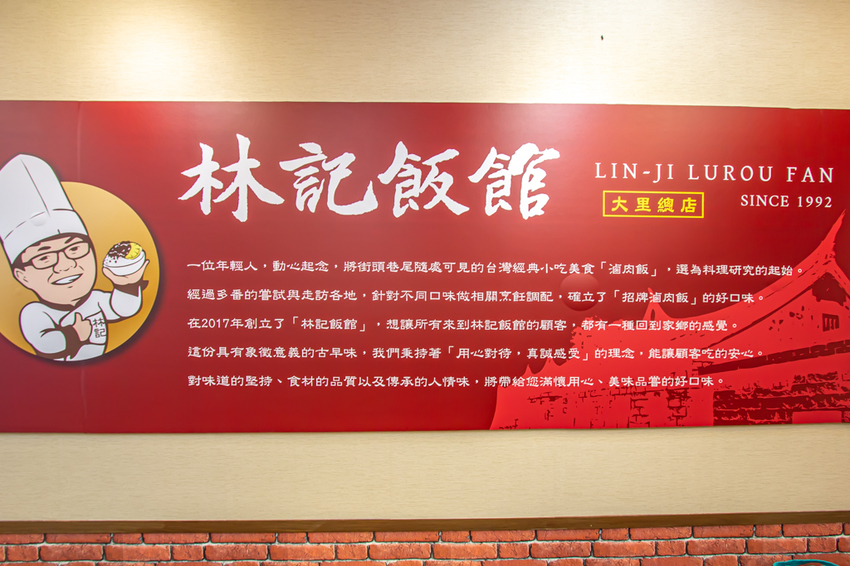 林記飯館
LIN-JI LUROU FAN
大里總店
SINCE 1992
一位年輕人，動心起念，將街頭巷尾隨處可見的台灣經典小吃美食「滷肉飯」，選為料理研究的起始。
經過多番的嘗試與走訪各地，針對不同口味做相關烹飪調配，確立了「招牌滷肉飯」的好口味。
在2017年創立了「林記飯館」，想讓所有來到林記飯館的顧客，都有一種回到家鄉的感覺。
這份具有象徵意義的古早味，我們秉持著「用心對待，真誠感受」的理念，能讓顧客吃的安心。
對味道的堅持、食材的品質以及傳承的人情味，將帶給您滿懷用心、美味品嘗的好口味。
林記